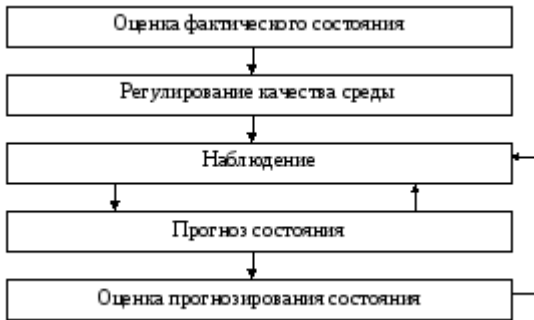 Оценка фактического состояния
Регулирование качества среды
Наблюдение
Прогноз состояния
Оценка прогнозирования состояния